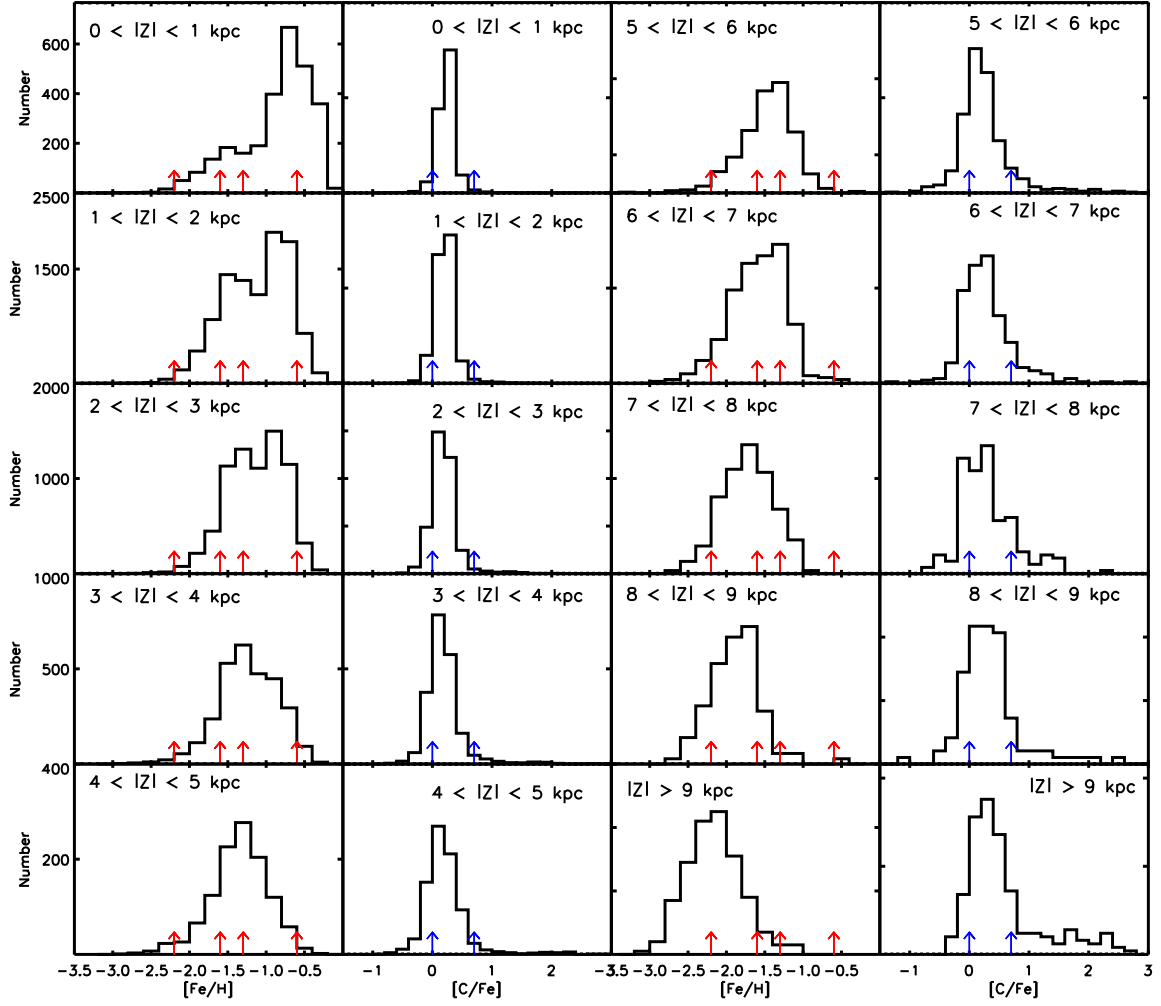 0 < |Z| < 1 kpc
0 < |Z| < 1 kpc
5 < |Z| < 6 kpc
5 < |Z| < 6 kpc
600
400
200
Number
2500
1 < |Z| < 2 kpc
1 < |Z| < 2 kpc
6 < |Z| < 7 kpc
6 < |Z| < 7 kpc
1500
Number
2000
2 < |Z| < 3 kpc
2 < |Z| < 3 kpc
7 < |Z| < 8 kpc
7 < |Z| < 8 kpc
1000
Number
1000
3 < |Z| < 4 kpc
3 < |Z| < 4 kpc
8 < |Z| < 9 kpc
8 < |Z| < 9 kpc
500
Number
400
4 < |Z| < 5 kpc
4 < |Z| < 5 kpc
|Z| > 9 kpc
|Z| > 9 kpc
200
Number
-3.5 -3.0 -2.5 -2.0 -1.5 -1.0 -0.5 -1 0 1 2 -3.5 -3.0 -2.5 -2.0 -1.5 -1.0 -0.5 -1 0 1 2 3
[Fe/H] [C/Fe] [Fe/H] [C/Fe]